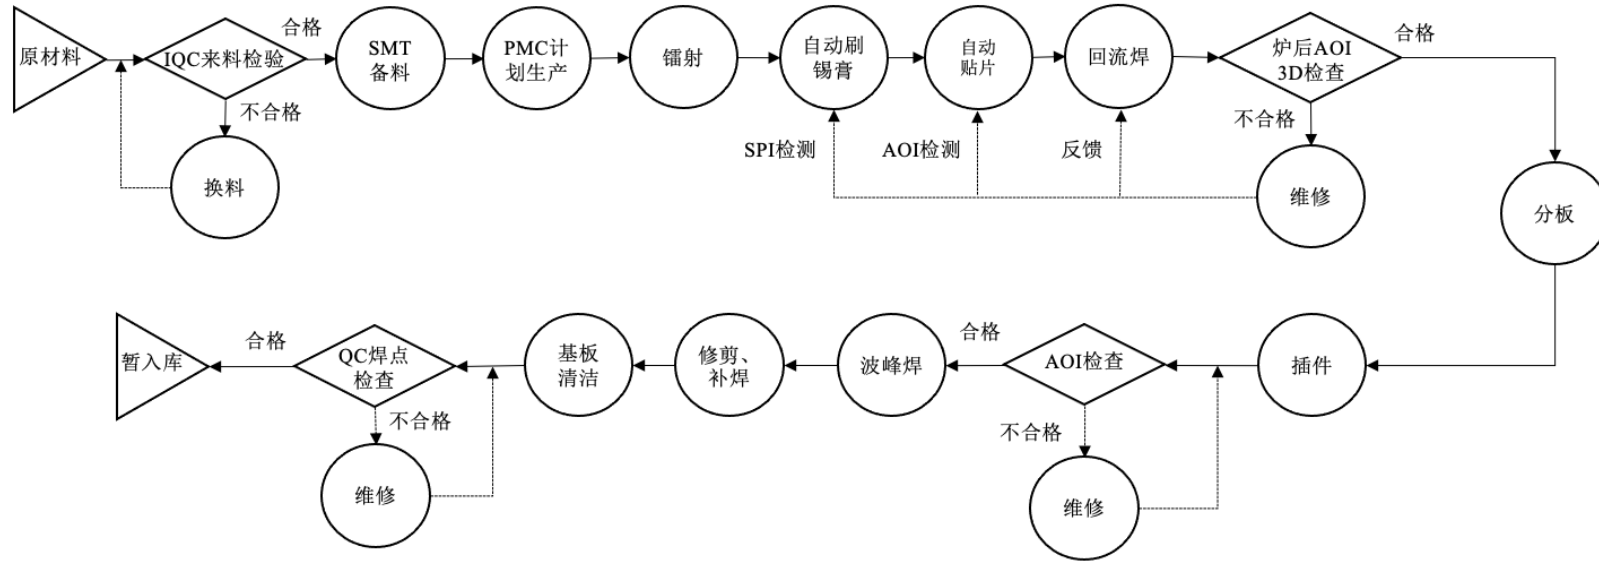 原材料
IQC来料检验
合格
不合格
换料
SMT
备料
PMC计
划生产
镭射
自动刷
锡膏
自动
贴片
回流焊
炉后AOI
3D检查
合格
不合格
SPI检测
AOI检测
反馈
维修
分板
插件
AOI检查
合格
不合格
维修
波峰焊
修剪、
补焊
基板
清洁
QC焊点
检查
合格
不合格
维修
暂入库